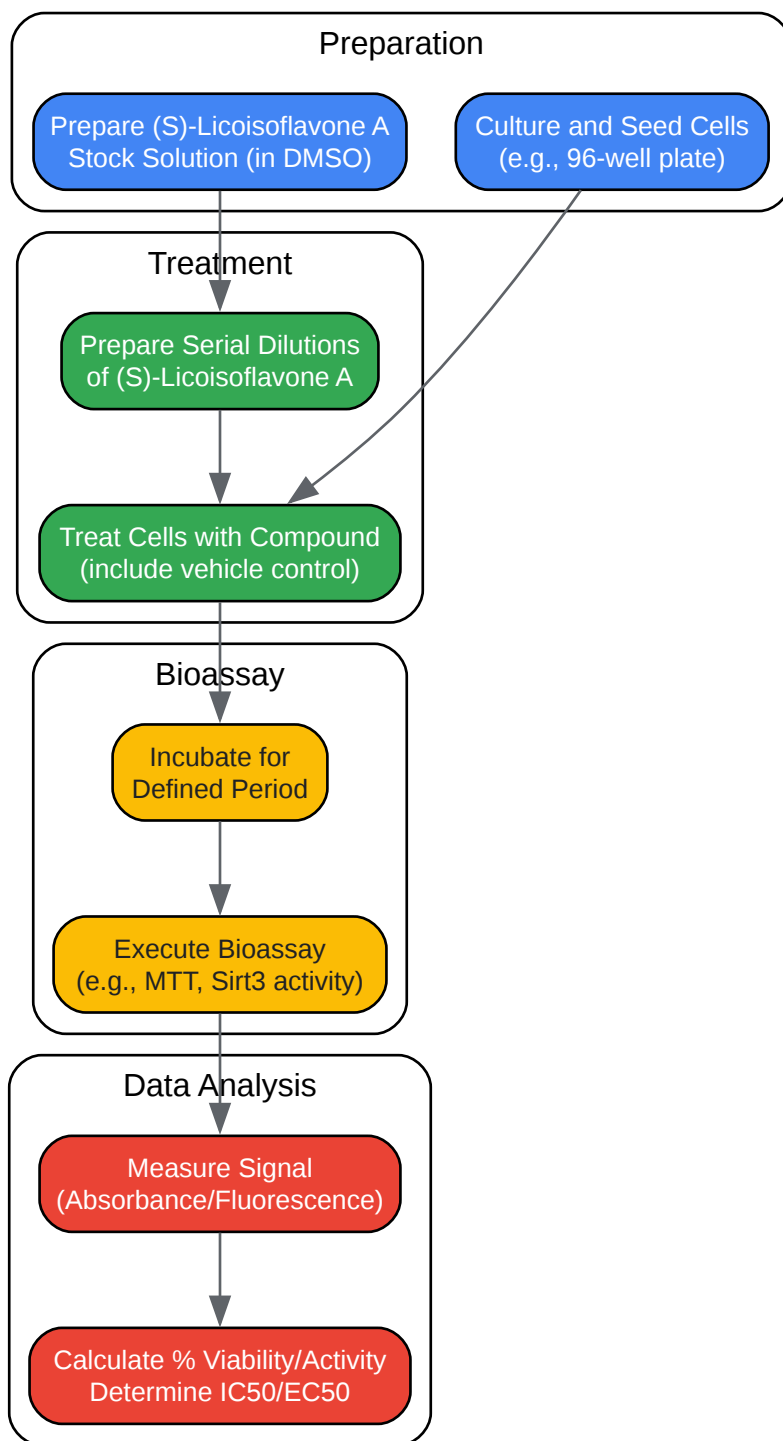 Preparation
Prepare (S)-Licoisoflavone A
Stock Solution (in DMSO)
Culture and Seed Cells
(e.g., 96-well plate)
Treatment
Prepare Serial Dilutions
of (S)-Licoisoflavone A
Treat Cells with Compound
(include vehicle control)
Bioassay
Incubate for
Defined Period
Execute Bioassay
(e.g., MTT, Sirt3 activity)
Data Analysis
Measure Signal
(Absorbance/Fluorescence)
Calculate % Viability/Activity
Determine IC50/EC50